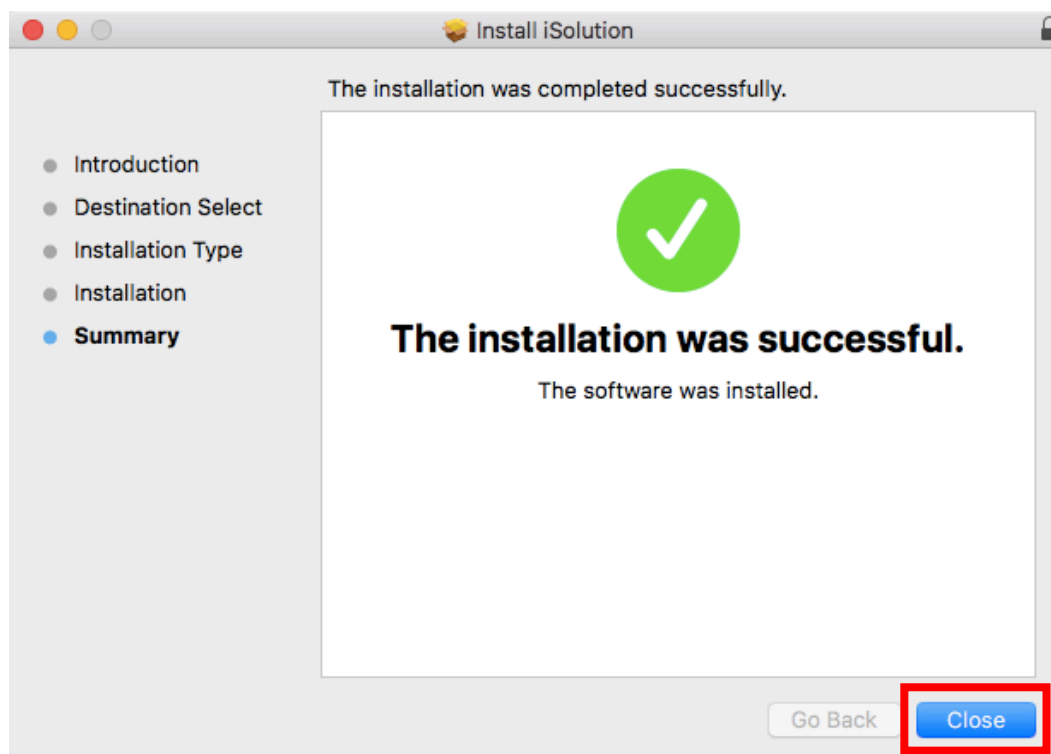 Install iSolution
The installation was completed successfully.
Introduction
Destination Select
Installation Type
Installation
Summary
The installation was successful.
The software was installed.
Go Back
Close